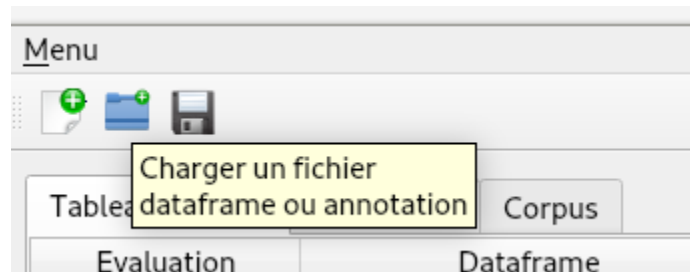 Menu
Charger un fichier
dataframe ou annotation
Corpus
Evaluation
Dataframe